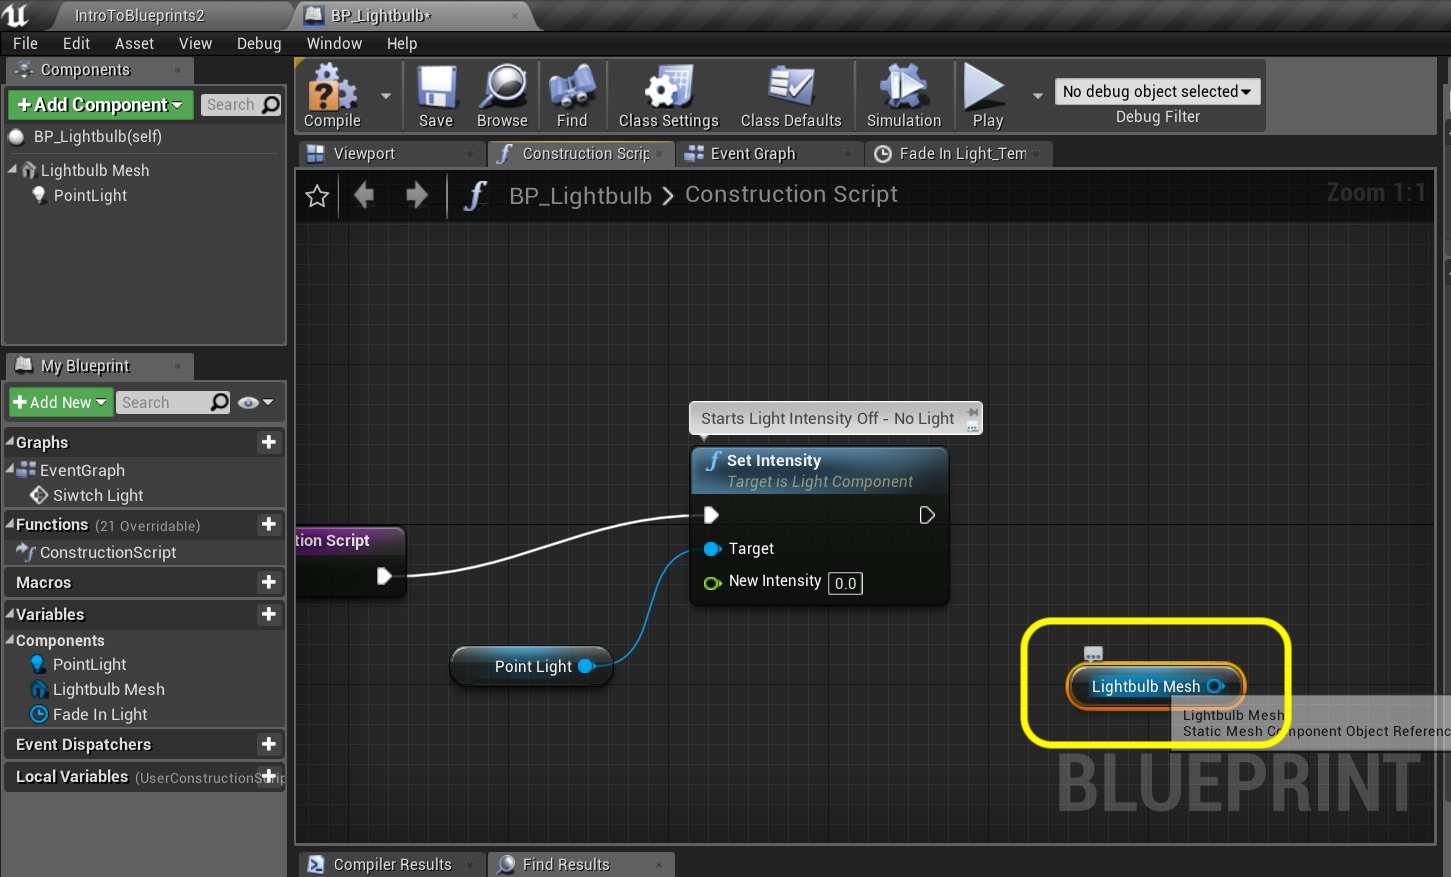 IntroToBlueprints2
BP_Lightbulb*
File Edit Asset View Debug Window Help
Components
+Add Component
Search
BP_Lightbulb(self)
Lightbulb Mesh
PointLight
Compile
Save
Browse
Find
Class Settings
Class Defaults
Simulation
Play
No debug object selected
Debug Filter
Viewport
Construction Scrip
Event Graph
Fade In Light_Tem
BP_Lightbulb > Construction Script
Zoom 1:1
My Blueprint
+Add New
Search
Graphs
EventGraph
Siwtch Light
Functions (21 Overridable)
ConstructionScript
Macros
Variables
Components
PointLight
Lightbulb Mesh
Fade In Light
Event Dispatchers
Local Variables (UserConstructionScrip
Starts Light Intensity Off - No Light
Set Intensity
Target is Light Component
Target
New Intensity 0.0
tion Script
Point Light
Lightbulb Mesh
Lightbulb Mesh
Static Mesh Component Object Referenc
BLUEPRINT
Compiler Results
Find Results